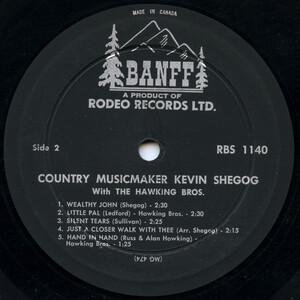 MADE IN CANADA
BANFF
A PRODUCT OF
RODEO RECORDS LTD.
Side 2
RBS 1140
COUNTRY MUSICMAKER KEVIN SHEGOG
With THE HAWKING BROS.
1. WEALTHY JOHN (Shegog) - 2:30
2. LITTLE PAL (Ledford) - Hawking Bros. - 2:30
3. SILENT TEARS (Sullivan) - 2:35
4. JUST A CLOSER WALK WITH THEE (Arr. Shegog) - 2:15
5. HAND IN HAND (Russ & Alan Hawking) -
Hawking Bros. - 1:25
(MG 474)